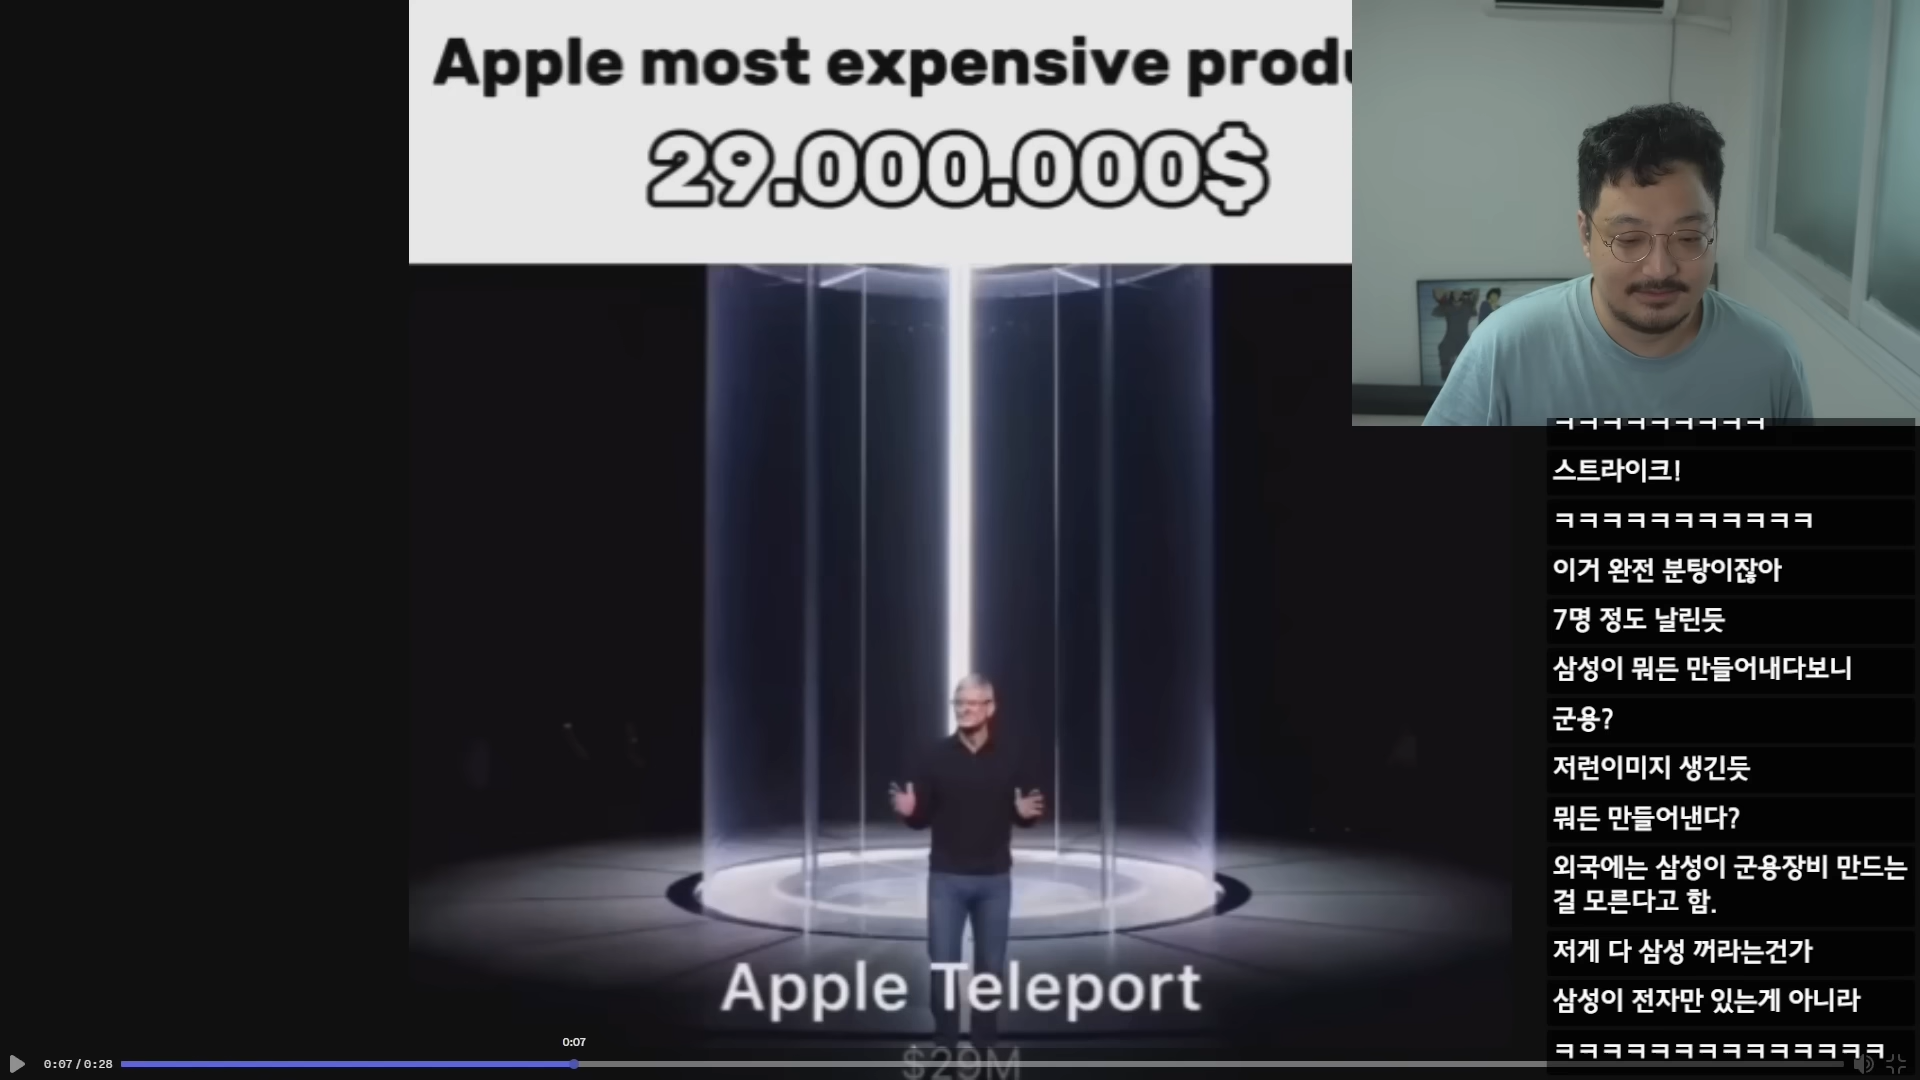 Apple most expensive produ
29.000.000$
Apple Teleport
$29M
0:07
0:07 / 0:28
스트라이크!
ㅋㅋㅋㅋㅋㅋㅋㅋㅋㅋㅋ
이거 완전 분탕이잖아
7명 정도 날린듯
삼성이 뭐든 만들어내다보니
군용?
저런이미지 생긴듯
뭐든 만들어낸다?
외국에는 삼성이 군용장비 만드는
걸 모른다고 함.
저게 다 삼성 꺼라는건가
삼성이 전자만 있는게 아니라
ㅋㅋㅋㅋㅋㅋㅋㅋㅋㅋㅋㅋㅋㅋ